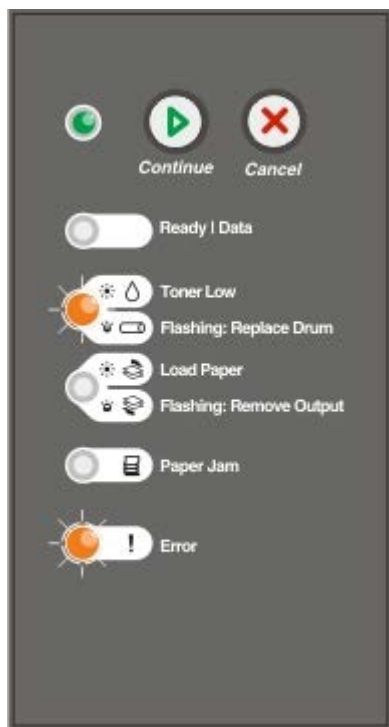 Continue
Cancel
Ready | Data
Toner Low
Flashing: Replace Drum
Load Paper
Flashing: Remove Output
Paper Jam
! Error